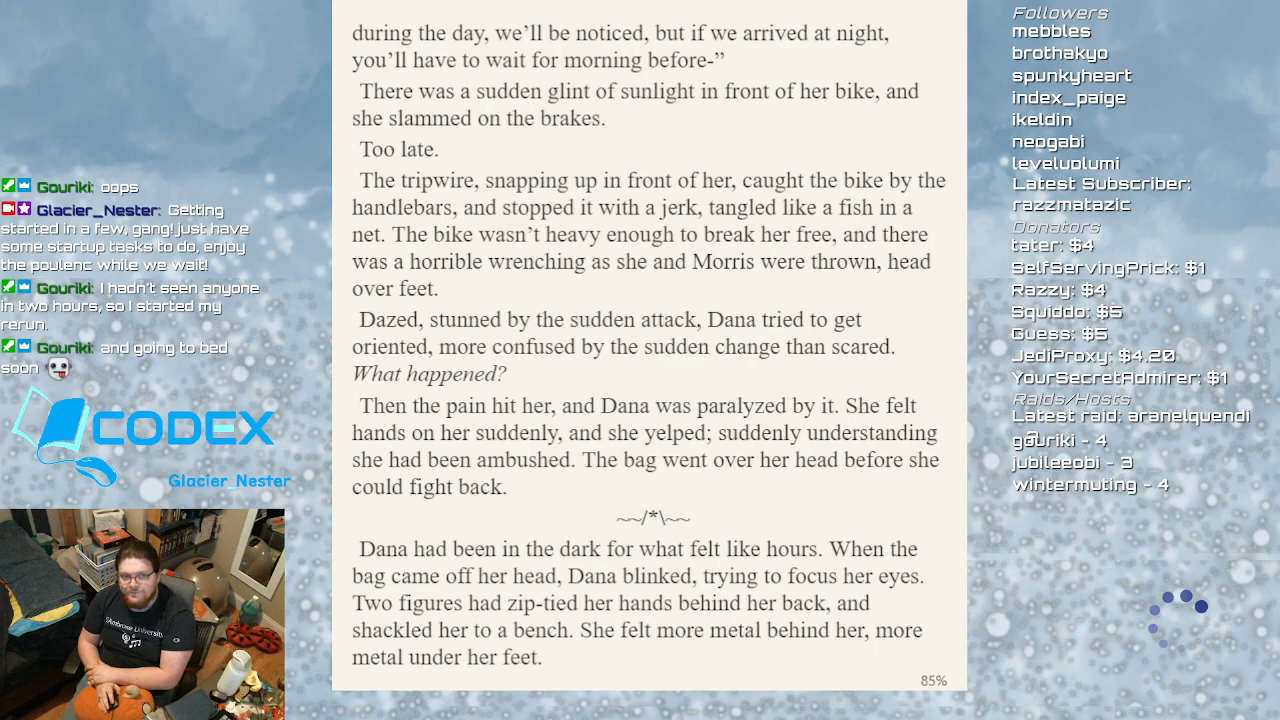 during the day, we’ll be noticed, but if we arrived at night,
you’ll have to wait for morning before-”
There was a sudden glint of sunlight in front of her bike, and
she slammed on the brakes.
Too late.
The tripwire, snapping up in front of her, caught the bike by the
handlebars, and stopped it with a jerk, tangled like a fish in a
net. The bike wasn’t heavy enough to break her free, and there
was a horrible wrenching as she and Morris were thrown, head
over feet.
Dazed, stunned by the sudden attack, Dana tried to get
oriented, more confused by the sudden change than scared.
What happened?
Then the pain hit her, and Dana was paralyzed by it. She felt
hands on her suddenly, and she yelped; suddenly understanding
she had been ambushed. The bag went over her head before she
could fight back.
~~/*\~~
Dana had been in the dark for what felt like hours. When the
bag came off her head, Dana blinked, trying to focus her eyes.
Two figures had zip-tied her hands behind her back, and
shackled her to a bench. She felt more metal behind her, more
metal under her feet.
85%
Gouriki: oops
Glacier_Nester: Getting
started in a few, gang! just have
some startup tasks to do, enjoy
the poulenc while we wait!
Gouriki: I hadn't seen anyone
in two hours, so I started my
rerun.
Gouriki: and going to bed
soon
CODEX
Glacier_Nester
Ambrose University
Followers
mebbles
brothakyo
spunkyheart
index_paige
ikeldin
neogabi
leveluplumi
Latest Subscriber:
razzmatazic
Donators
tater: $4
SelfServingPrick: $1
Razzy: $4
Squiddo: $5
Guess: $5
JediProxy: $4.20
YourSecretAdmirer: $1
Raids/Hosts
Latest raid: aranelquendi
gouriki - 4
jubileeobi - 3
wintermuting - 4